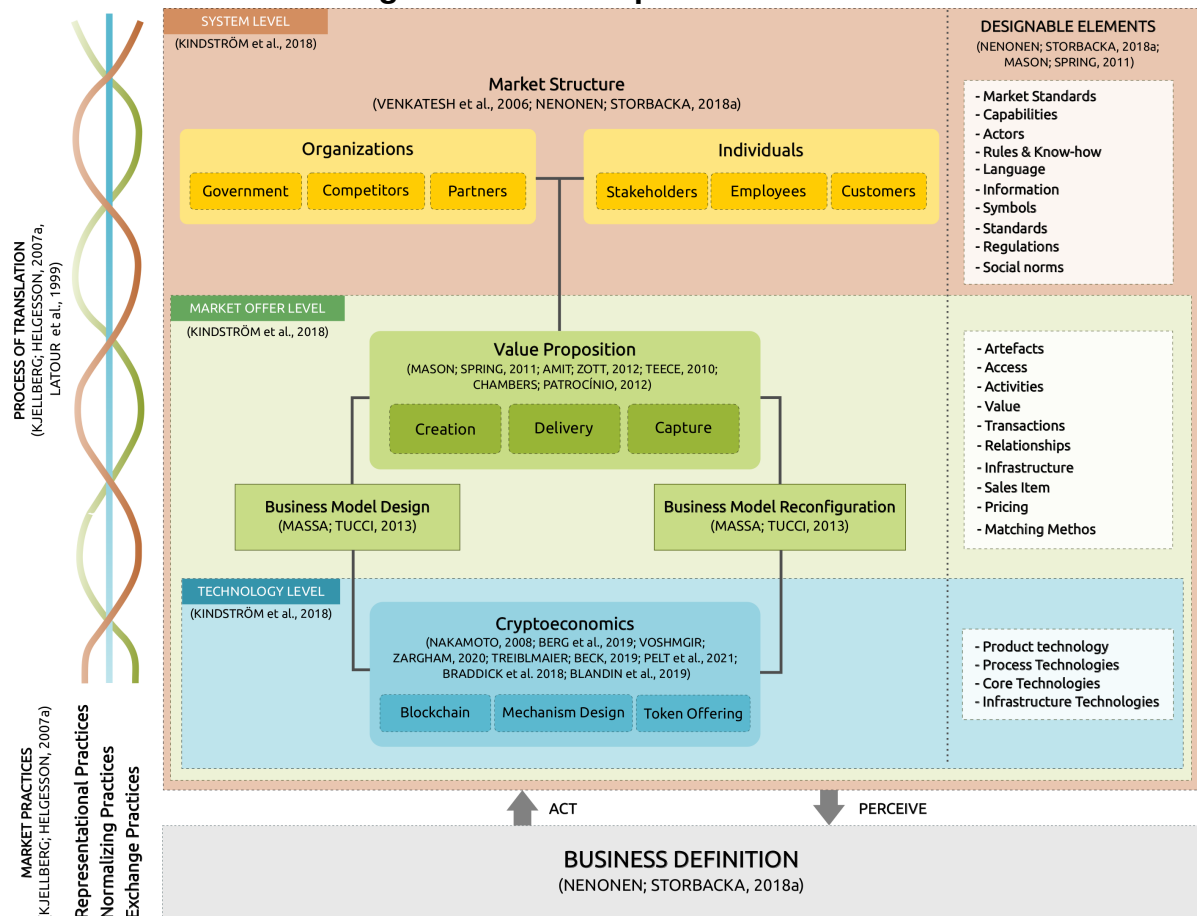 SYSTEM LEVEL
(KINDSTRÖM et al., 2018)
Market Structure
(VENKATESH et al., 2006; NENONEN; STORBACKA, 2018a)
Organizations
Government
Competitors
Partners
Individuals
Stakeholders
Employees
Customers
DESIGNABLE ELEMENTS
(NENONEN; STORBACKA, 2018a;
MASON; SPRING, 2011)
- Market Standards
- Capabilities
- Actors
- Rules & Know-how
- Language
- Information
- Symbols
- Standards
- Regulations
- Social norms
MARKET OFFER LEVEL
(KINDSTRÖM et al., 2018)
Value Proposition
(MASON; SPRING, 2011; AMIT; ZOTT, 2012; TEECE, 2010;
CHAMBERS; PATROCÍNIO, 2012)
Creation
Delivery
Capture
Business Model Design
(MASSA; TUCCI, 2013)
Business Model Reconfiguration
(MASSA; TUCCI, 2013)
- Artefacts
- Access
- Activities
- Value
- Transactions
- Relationships
- Infrastructure
- Sales Item
- Pricing
- Matching Methos
TECHNOLOGY LEVEL
(KINDSTRÖM et al., 2018)
Cryptoeconomics
(NAKAMOTO, 2008; BERG et al., 2019; VOSHMGIR;
ZARGHAM, 2020; TREIBLMAIER; BECK, 2019; PELT et al., 2021;
BRADDICK et al. 2018; BLANDIN et al., 2019)
Blockchain
Mechanism Design
Token Offering
- Product technology
- Process Technologies
- Core Technologies
- Infrastructure Technologies
PROCESS OF TRANSLATION
(KJELLBERG; HELGESSON, 2007a,
LATOUR et al., 1999)
MARKET PRACTICES
KJELLBERG; HELGESSON, 2007a)
Representational Practices
Normalizing Practices
Exchange Practices
ACT
PERCEIVE
BUSINESS DEFINITION
(NENONEN; STORBACKA, 2018a)